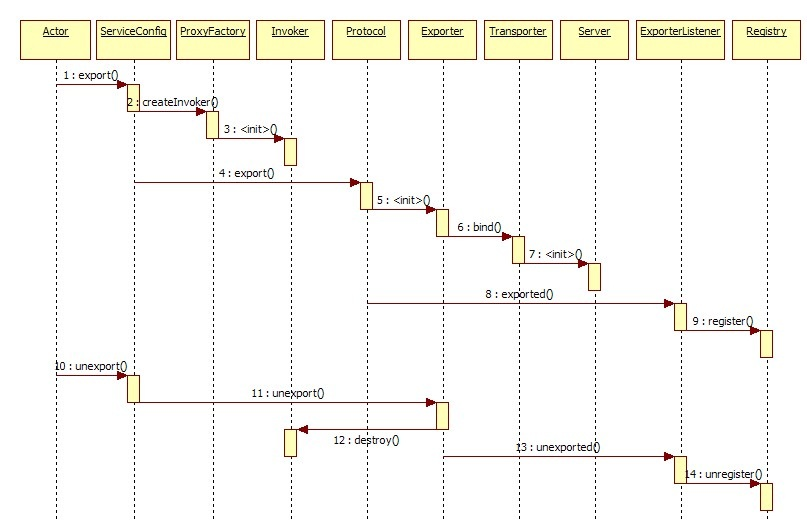 Actor
ServiceConfig
ProxyFactory
Invoker
Protocol
Exporter
Transporter
Server
ExporterListener
Registry
1 : export()
2 : createInvoker()
3 : <init>()
4 : export()
5 : <init>()
6 : bind()
7 : <init>()
8 : exported()
9 : register()
10 : unexport()
11 : unexport()
12 : destroy()
13 : unexported()
14 : unregister()